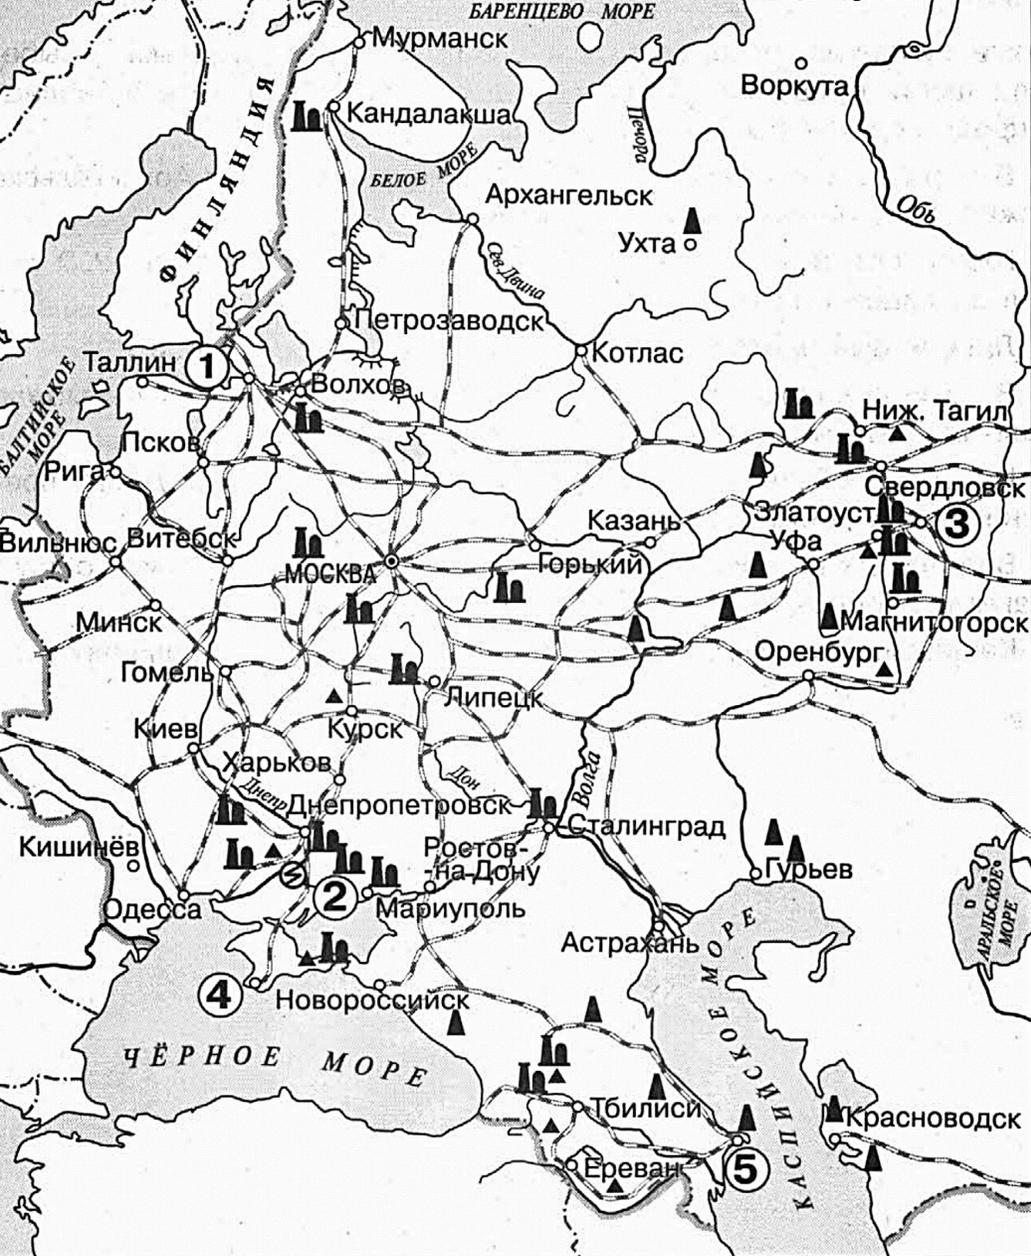 БАРЕНЦЕВО МОРЕ
Мурманск
Воркута
Кандалакша
Печора
ФИНЛЯНДИЯ
БЕЛОЕ МОРЕ
Архангельск
Обь
Ухта
Сев. Двина
Петрозаводск
Котлас
Таллин
1
Волхов
БАЛТИЙСКОЕ
МОРЕ
Ниж. Тагил
Псков
Рига
Свердловск
Златоуст
3
Казань
Вильнюс
Витебск
Уфа
Горький
МОСКВА
Минск
Магнитогорск
Оренбург
Гомель
Липецк
Курск
Киев
Харьков
Дон
Волга
Днепр
Днепропетровск
Сталинград
Кишинёв
Ростов-
-на-Дону
Гурьев
2
Мариуполь
Одесса
АРАЛЬСКОЕ
МОРЕ
Астрахань
4
Новороссийск
ЧЁРНОЕ МОРЕ
КАСПИЙСКОЕ МОРЕ
Тбилиси
Красноводск
Ереван
5